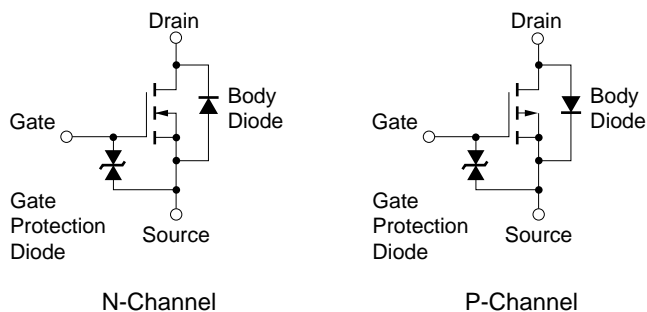 Drain
Body
Diode
Gate
Gate
Protection
Diode
Source
N-Channel
Drain
Body
Diode
Gate
Gate
Protection
Diode
Source
P-Channel